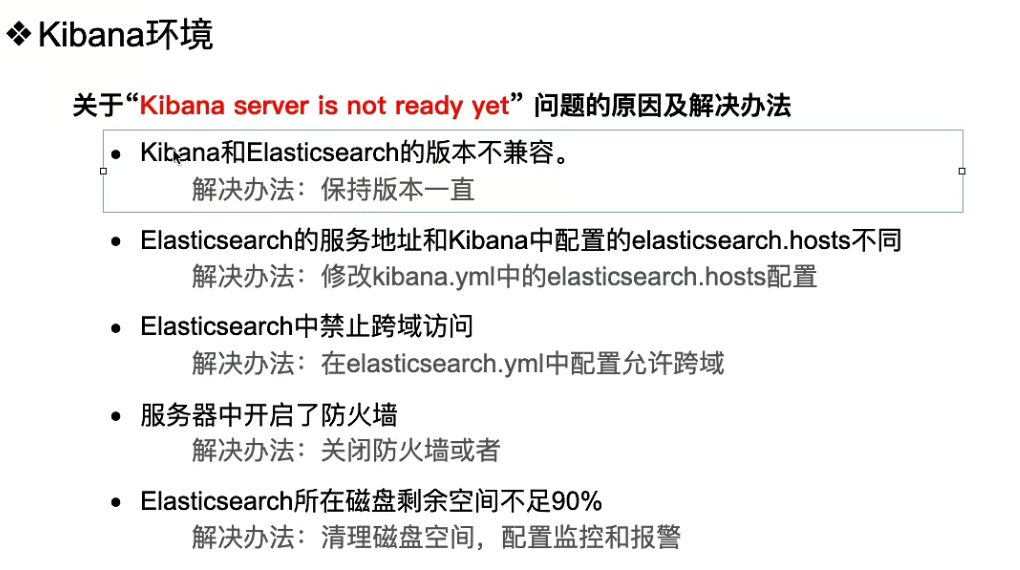 ❖Kibana环境
关于“Kibana server is not ready yet” 问题的原因及解决办法
• Kibana和Elasticsearch的版本不兼容。
解决办法：保持版本一直
• Elasticsearch的服务地址和Kibana中配置的elasticsearch.hosts不同
解决办法：修改kibana.yml中的elasticsearch.hosts配置
• Elasticsearch中禁止跨域访问
解决办法：在elasticsearch.yml中配置允许跨域
• 服务器中开启了防火墙
解决办法：关闭防火墙或者
• Elasticsearch所在磁盘剩余空间不足90%
解决办法：清理磁盘空间，配置监控和报警